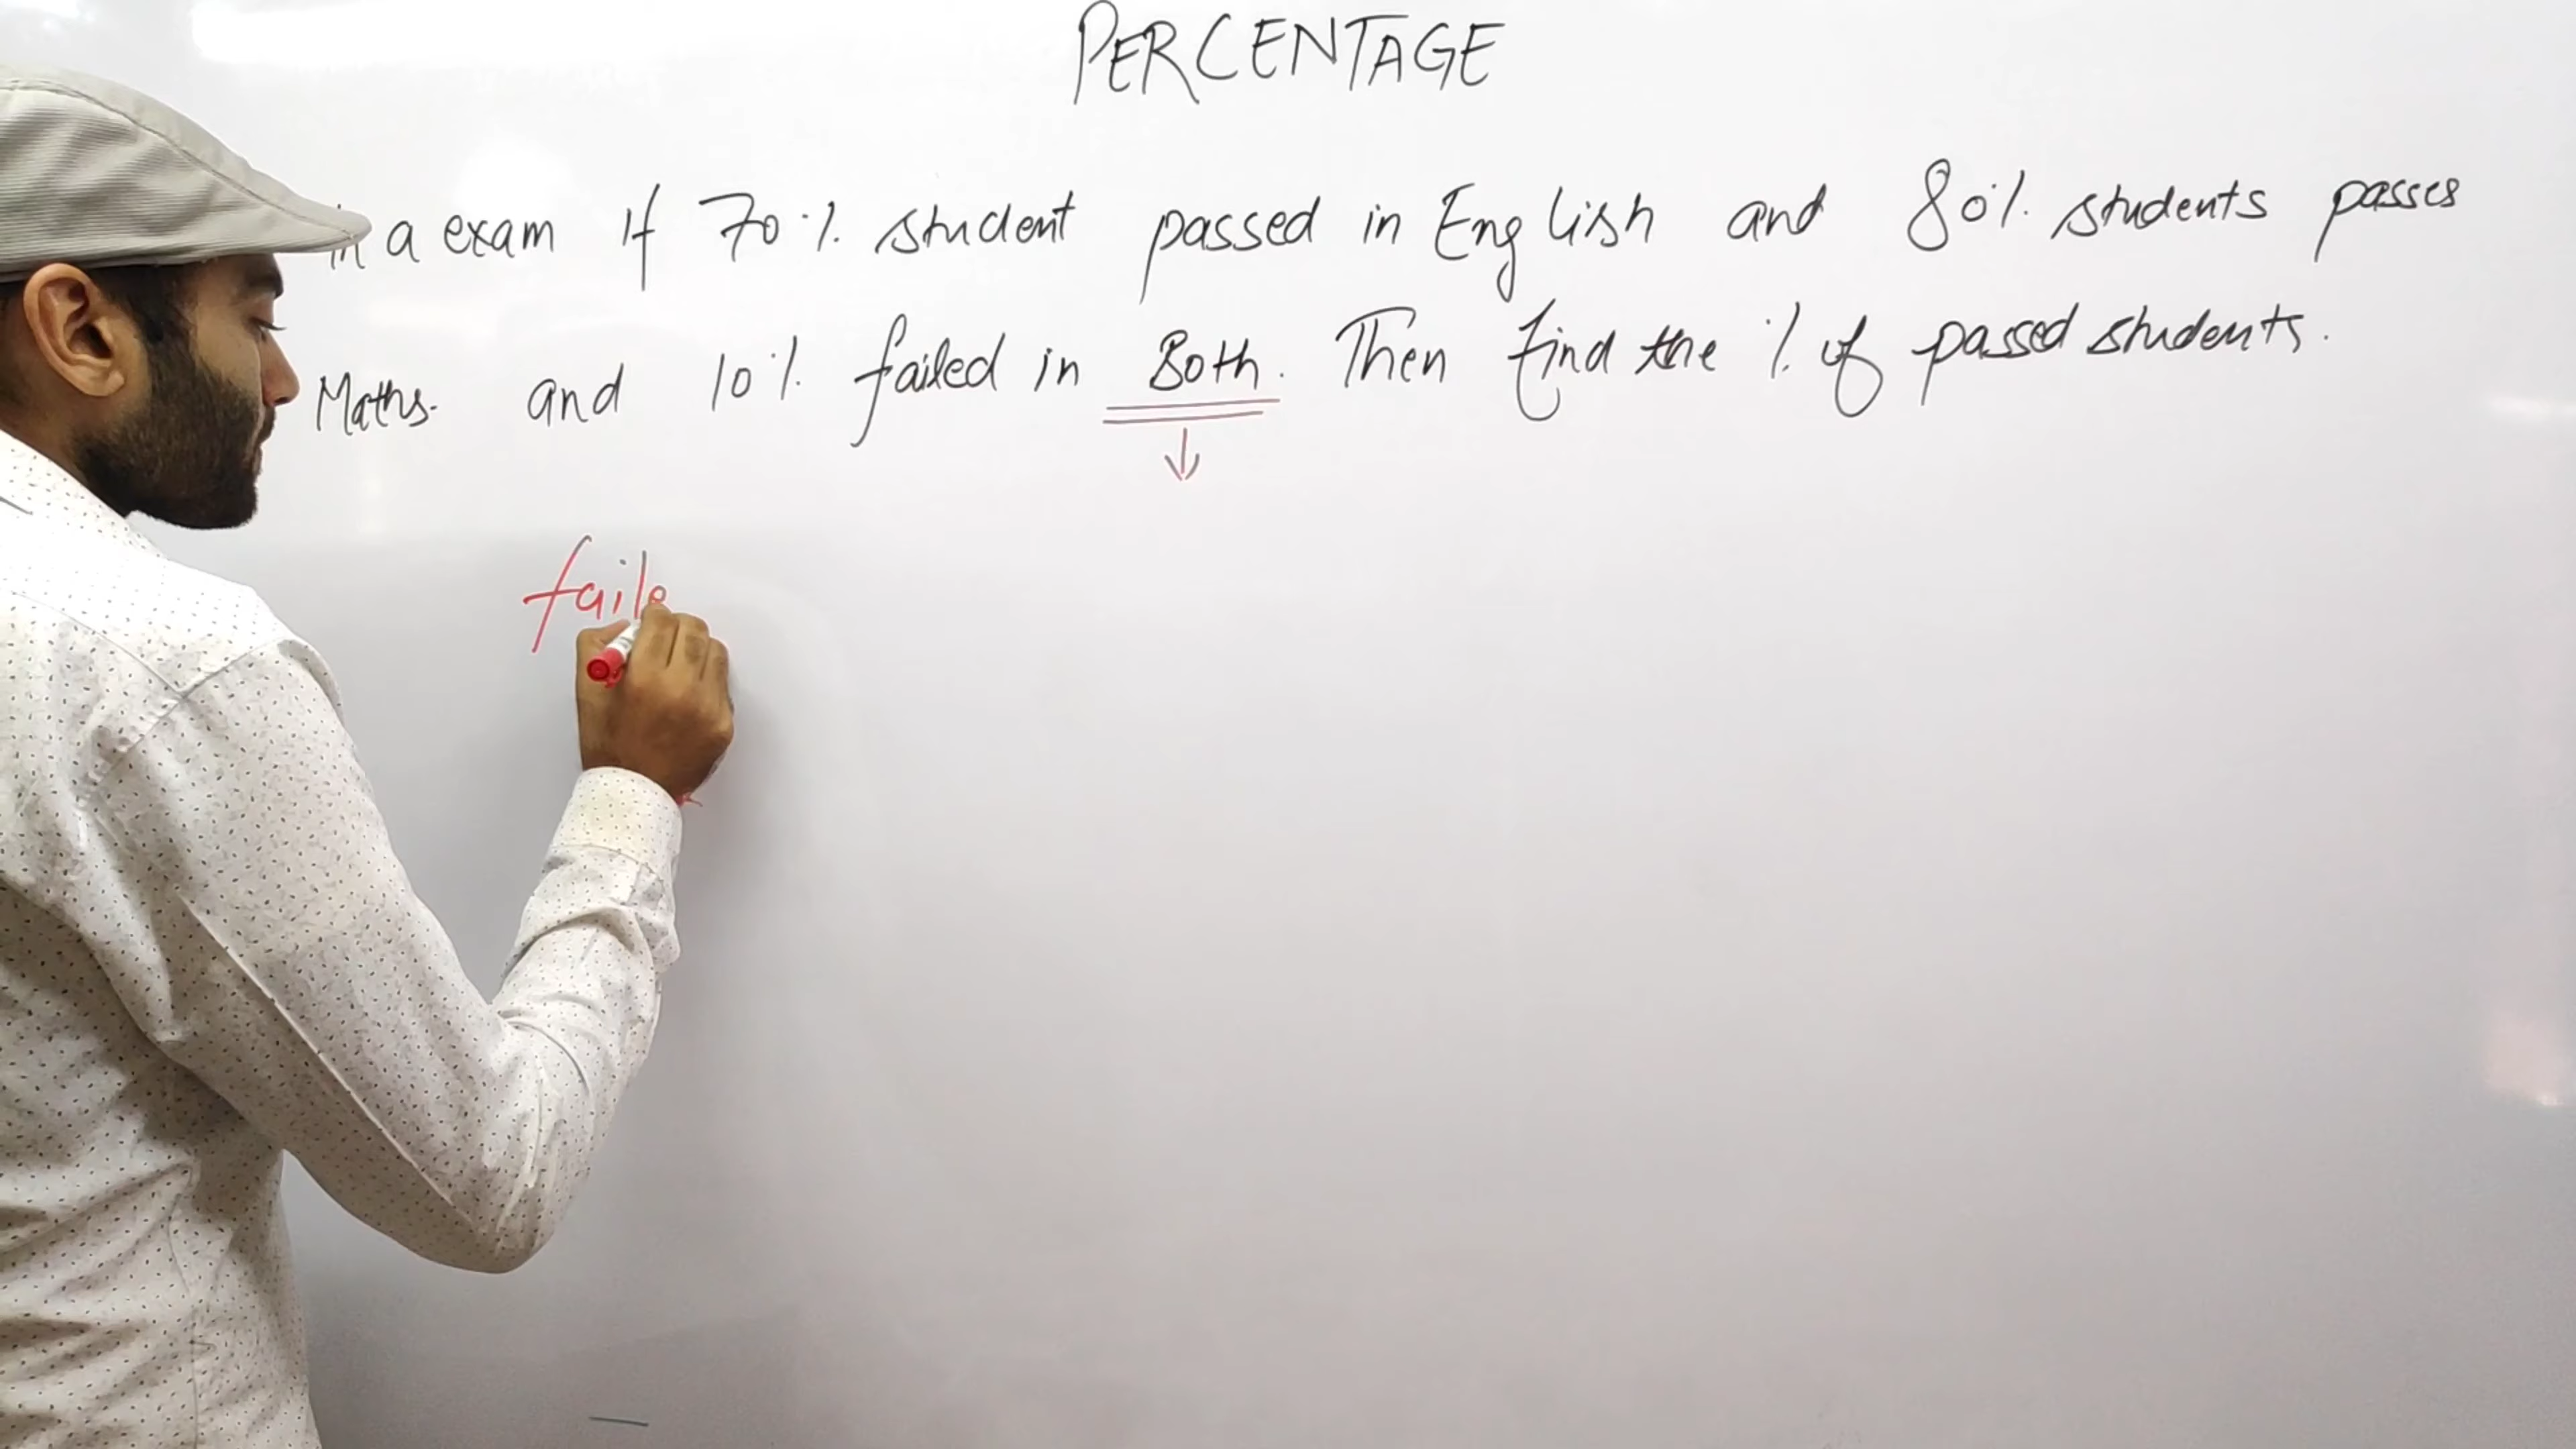 PERCENTAGE
In a exam If 70% student passed in English and 80% students passes
Maths. and 10% failed in Both. Then find the % of passed students.
faile